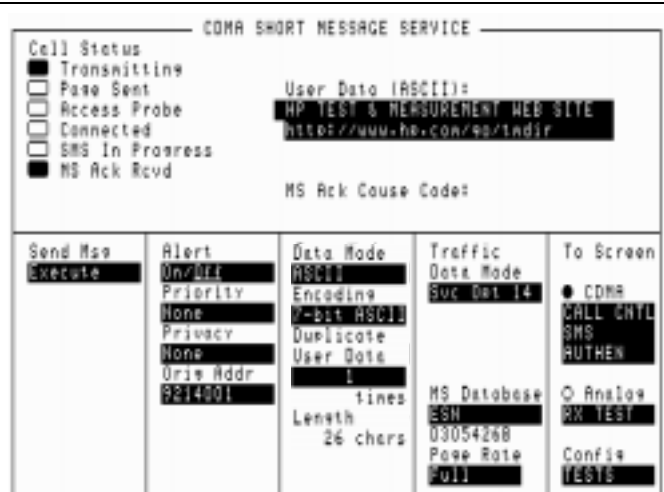 CDMA SHORT MESSAGE SERVICE
Call Status
Transmitting
Page Sent
Access Probe
Connected
SMS In Progress
MS Ack Rcvd
User Data (ASCII):
HP TEST & MEASUREMENT WEB SITE
http://www.hp.com/go/tmdir
MS Ack Cause Code:
Send Msg
Execute
Alert
On/Off
Priority
None
Privacy
None
Orig Addr
9214001
Data Mode
ASCII
Encoding
7-bit ASCII
Duplicate
User Data
1
times
Length
26 chars
Traffic
Data Mode
Svc Opt 14
MS Database
ESN
03054268
Page Rate
Full
To Screen
CDMA
CALL CNTL
SMS
AUTHEN
Analog
RX TEST
Config
TESTS